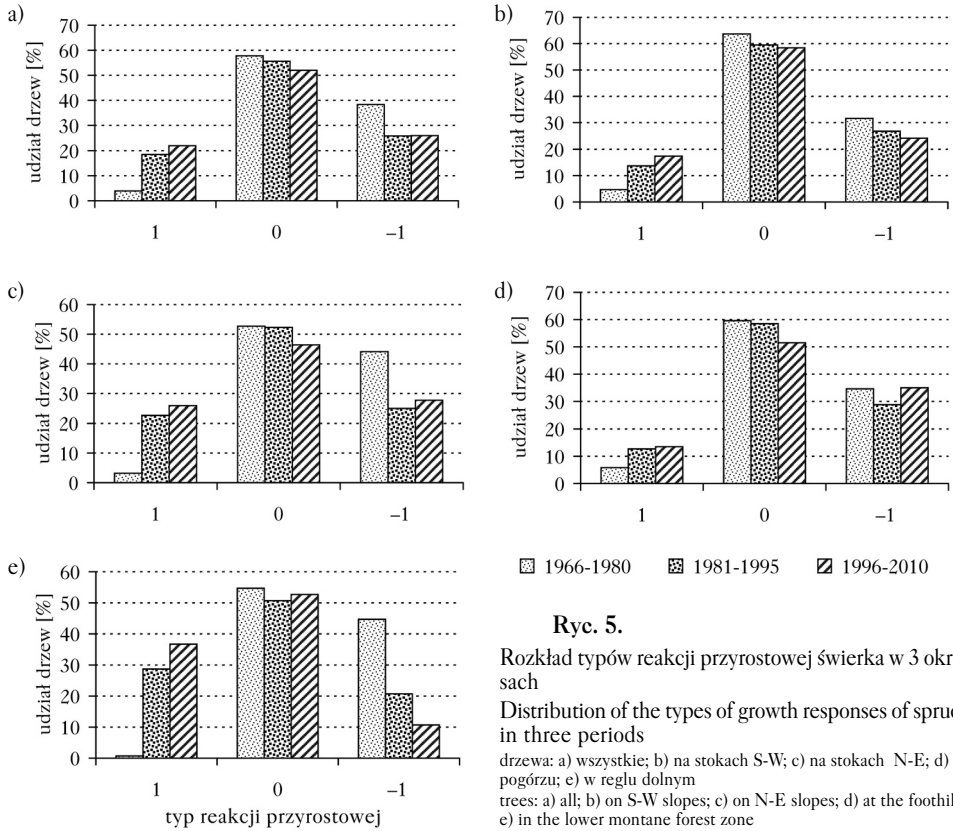 a)
udział drzew [%]
70
60
50
40
30
20
10
0
1 0 –1
b)
udział drzew [%]
70
60
50
40
30
20
10
0
1 0 –1
c)
udział drzew [%]
60
50
40
30
20
10
0
1 0 –1
d)
udział drzew [%]
70
60
50
40
30
20
10
0
1 0 –1
e)
udział drzew [%]
60
50
40
30
20
10
0
1 0 –1
typ reakcji przyrostowej
1966-1980 1981-1995 1996-2010
Ryc. 5.
Rozkład typów reakcji przyrostowej świerka w 3 okre
sach
Distribution of the types of growth responses of spruce
in three periods
drzewa: a) wszystkie; b) na stokach S-W; c) na stokach N-E; d)
pogórzu; e) w reglu dolnym
trees: a) all; b) on S-W slopes; c) on N-E slopes; d) at the foothil
e) in the lower montane forest zone